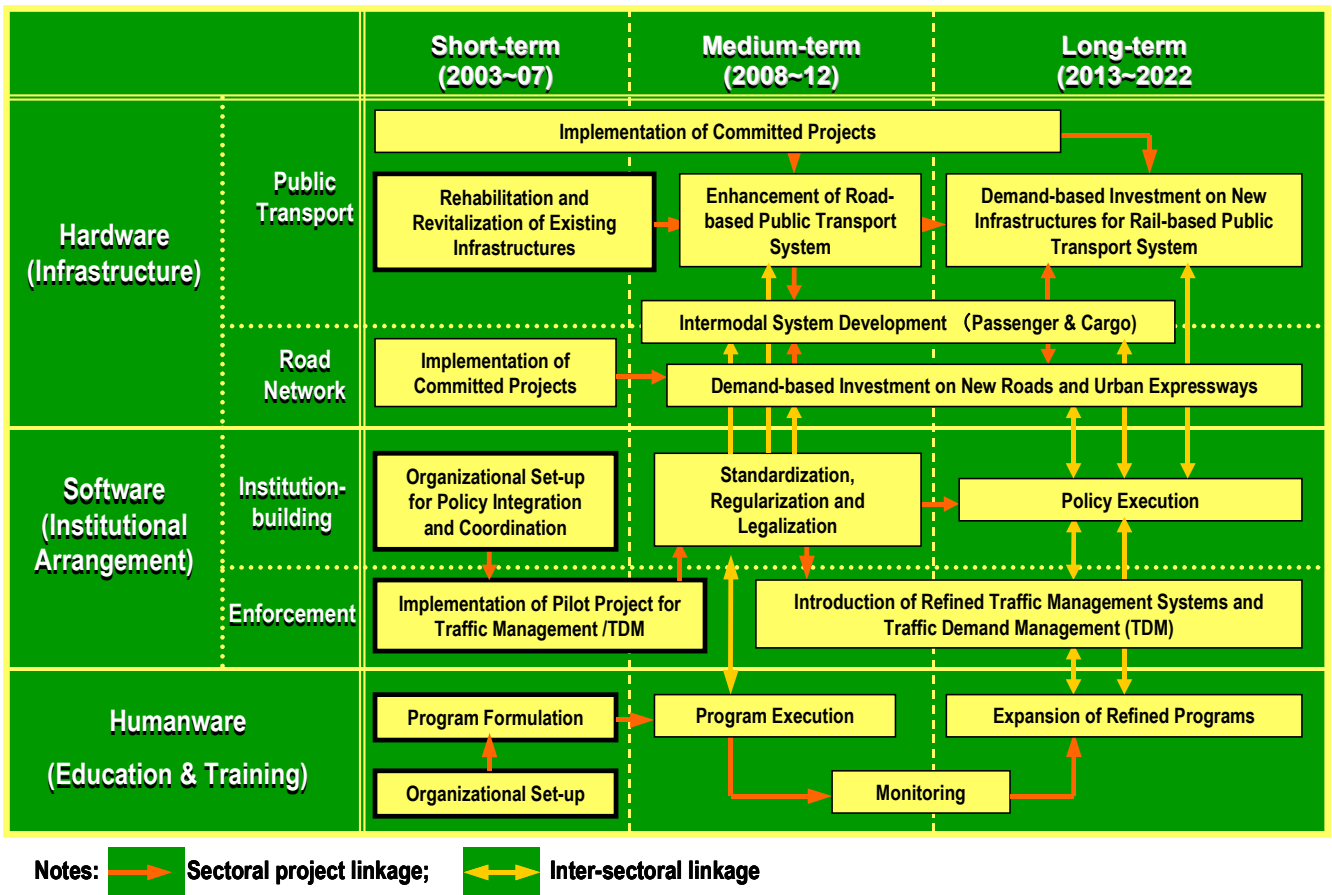 Short-term
(2003~07)
Medium-term
(2008~12)
Long-term
(2013~2022
Hardware
(Infrastructure)
Public
Transport
Implementation of Committed Projects
Rehabilitation and
Revitalization of Existing
Infrastructures
Enhancement of Road-
based Public Transport
System
Demand-based Investment on New
Infrastructures for Rail-based Public
Transport System
Intermodal System Development （Passenger & Cargo)
Road
Network
Implementation of
Committed Projects
Demand-based Investment on New Roads and Urban Expressways
Software
(Institutional
Arrangement)
Institution-
building
Organizational Set-up
for Policy Integration
and Coordination
Standardization,
Regularization and
Legalization
Policy Execution
Enforcement
Implementation of Pilot Project for
Traffic Management /TDM
Introduction of Refined Traffic Management Systems and
Traffic Demand Management (TDM)
Humanware
(Education & Training)
Program Formulation
Program Execution
Expansion of Refined Programs
Organizational Set-up
Monitoring
Notes: Sectoral project linkage; Inter-sectoral linkage